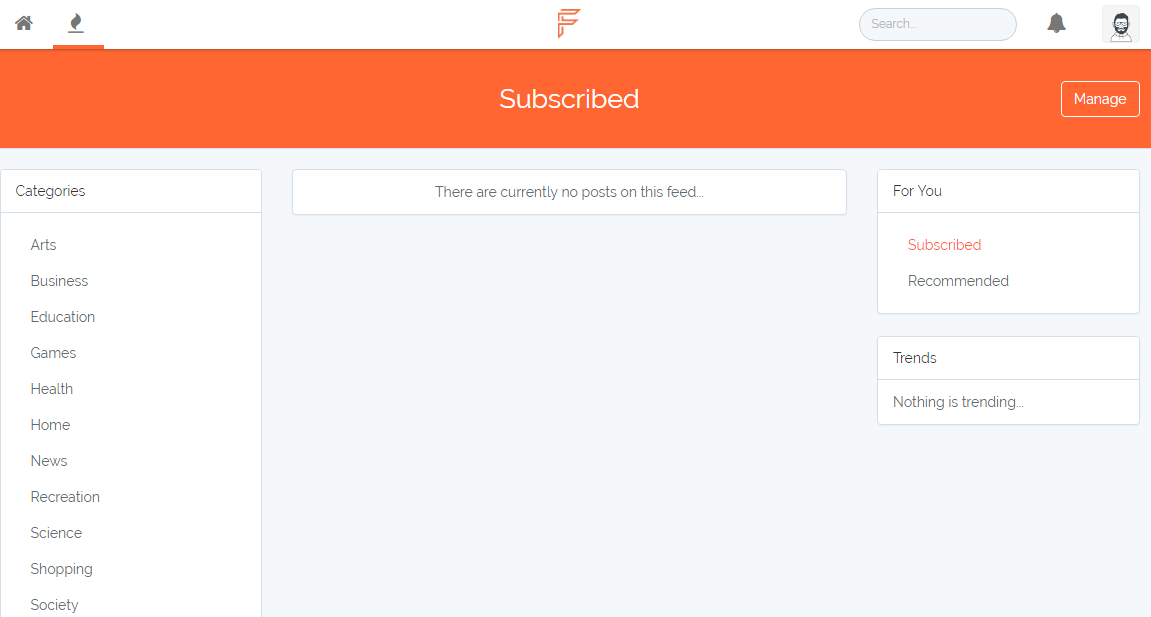 Search...
Subscribed
Manage
Categories
Arts
Business
Education
Games
Health
Home
News
Recreation
Science
Shopping
Society
There are currently no posts on this feed...
For You
Subscribed
Recommended
Trends
Nothing is trending...